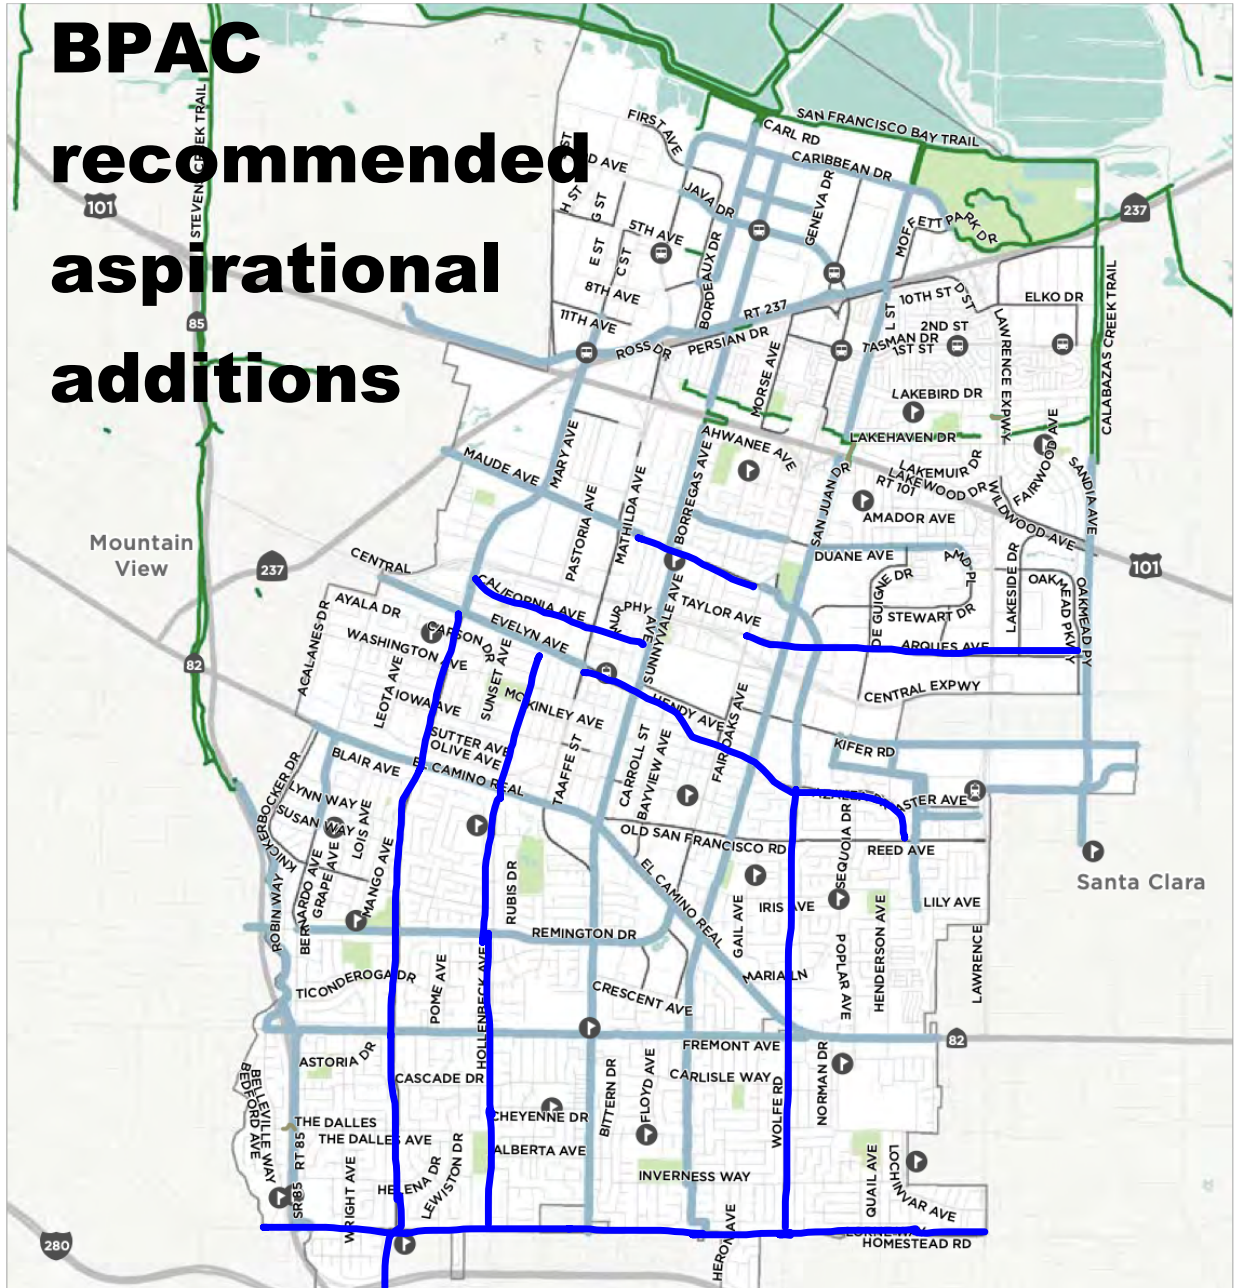 BPAC
recommended
aspirational
additions
STEVENS CREEK TRAIL
101
85
Mountain
View
237
82
280
SAN FRANCISCO BAY TRAIL
CARL RD
FIRST AVE
CARIBBEAN DR
JAVA DR
GENEVA DR
MOFFETT PARK DR
237
H ST
G ST
5TH AVE
E ST
C ST
8TH AVE
11TH AVE
BORDEAUX DR
RT 237
PERSIAN DR
ROSS DR
10TH ST
D ST
ELKO DR
L ST
2ND ST
TASMAN DR
1ST ST
LAWRENCE EXPWY
CALABAZAS CREEK TRAIL
MORSE AVE
LAKEBIRD DR
LAKEHAVEN DR
FAIRWOOD AVE
AHWANEE AVE
LAKEMUIR DR
RT 101
LAKEWOOD DR
SANDIA AVE
MAUDE AVE
MARY AVE
MATHILDA AVE
PASTORIA AVE
BORREGAS AVE
SAN JUAN DR
AMADOR AVE
WILDWOOD AVE
101
CENTRAL
DUANE AVE
AMD PL
LAKESIDE DR
OAKMEAD PKWY
OAKMEAD PY
DE GUIGNE DR
STEWART DR
ARQUES AVE
CENTRAL EXPWY
CALIFORNIA AVE
MURPHY AVE
SUNNYVALE AVE
TAYLOR AVE
ACALANES DR
AYALA DR
CARSON DR
WASHINGTON AVE
EVELYN AVE
SUNSET AVE
LEOTA AVE
IOWA AVE
MCKINLEY AVE
HENDY AVE
SUTTER AVE
OLIVE AVE
BLAIR AVE
EL CAMINO REAL
TAAFFE ST
CARROLL ST
BAYVIEW AVE
FAIR OAKS AVE
KIFER RD
KNICKERBOCKER DR
LYNN WAY
SUSAN WAY
LOIS AVE
OLD SAN FRANCISCO RD
SEQUOIA DR
REED AVE
Santa Clara
ROBIN WAY
BERNARDO AVE
GRAPE AVE
MANGO AVE
RUBIS DR
EL CAMINO REAL
GAIL AVE
IRIS AVE
HENDERSON AVE
LILY AVE
REMINGTON DR
POPLAR AVE
LAWRENCE
TICONDEROGA DR
POME AVE
HOLLENBECK AVE
CRESCENT AVE
MARIA LN
FREMONT AVE
82
ASTORIA DR
CASCADE DR
CARLISLE WAY
BELLEVILLE WAY
BEDFORD AVE
CHEYENNE DR
BITTERN DR
FLOYD AVE
WOLFE RD
NORMAN DR
THE DALLES
THE DALLES AVE
RT 85
SR 85
ALBERTA AVE
INVERNESS WAY
WRIGHT AVE
HELENA DR
LEWISTON DR
QUAIL AVE
LOCHINVAR AVE
HERON AVE
HOMESTEAD RD